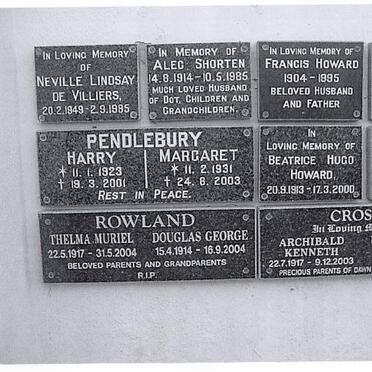 IN LOVING MEMORY
OF
NEVILLE LINDSAY
DE VILLIERS,
20.2.1949 - 2.9.1995
IN MEMORY OF
ALEC SHORTEN
14.8.1914 - 10.5.1985
MUCH LOVED HUSBAND
OF DOT, CHILDREN AND
GRANDCHILDREN.
IN LOVING MEMORY OF
FRANCIS HOWARD
1904 - 1995
BELOVED HUSBAND
AND FATHER
PENDLEBURY
HARRY
* 11.1.1923
† 19.3.2001
MARGARET
* 11.2.1931
† 24.8.2003
REST IN PEACE.
IN
LOVING MEMORY OF
BEATRICE HUGO
HOWARD,
20.6.1913 - 17.3.2000
ROWLAND
THELMA MURIEL
22.5.1917 - 31.5.2004
DOUGLAS GEORGE
15.4.1914 - 16.9.2004
BELOVED PARENTS AND GRANDPARENTS
R.I.P.
CROS
In Loving M
ARCHIBALD
KENNETH
22.7.1917 - 9.12.2003
PRECIOUS PARENTS OF DAWN